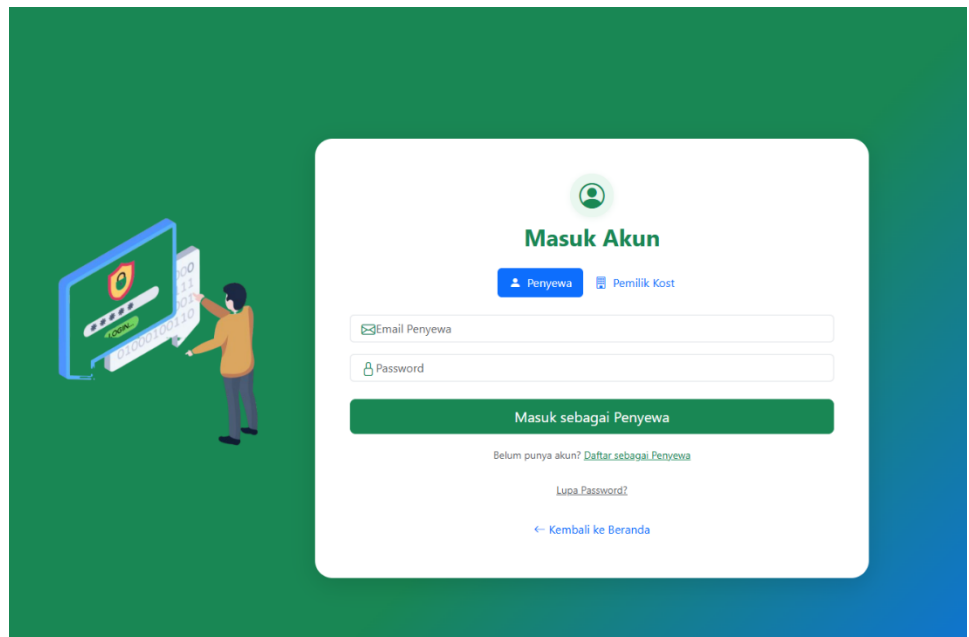 Masuk Akun
Penyewa Pemilik Kost
Email Penyewa
Password
Masuk sebagai Penyewa
Belum punya akun? Daftar sebagai Penyewa
Lupa Password?
← Kembali ke Beranda
LOGIN...
01000100110